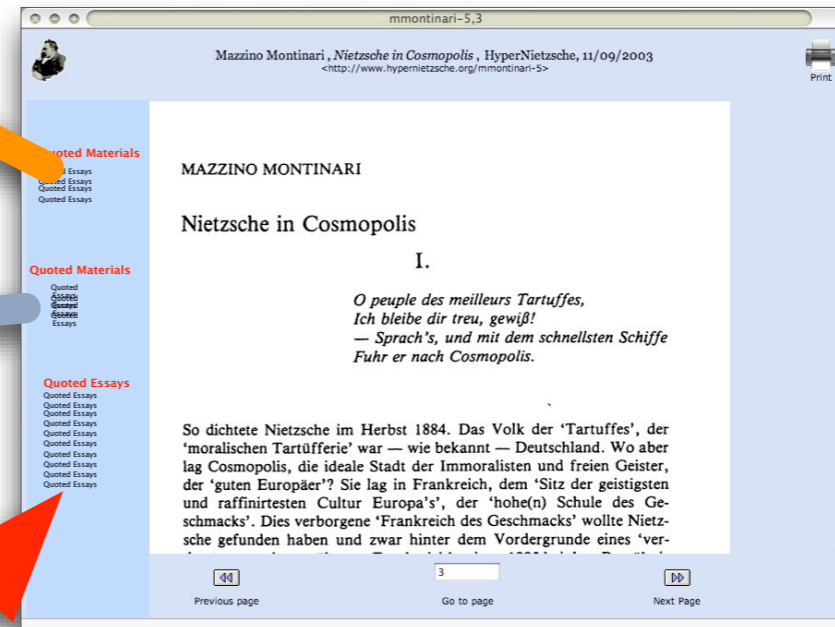 mmontinari-5,3
Mazzino Montinari , Nietzsche in Cosmopolis , HyperNietzsche, 11/09/2003
<http://www.hypernietzsche.org/mmontinari-5>
Print
Quoted Materials
Essays
Quoted Essays
Quoted Essays
Quoted Essays
Quoted Materials
Quoted
Essays
Quoted Essays
Quoted Essays
Quoted Essays
Quoted Essays
Quoted Essays
Quoted Essays
Quoted Essays
Quoted Essays
Quoted Essays
Quoted Essays
Quoted Essays
MAZZINO MONTINARI
Nietzsche in Cosmopolis
I.
O peuple des meilleurs Tartuffes,
Ich bleibe dir treu, gewiß!
— Sprach's, und mit dem schnellsten Schiffe
Fuhr er nach Cosmopolis.
So dichtete Nietzsche im Herbst 1884. Das Volk der ‘Tartuffes’, der
‘moralischen Tartüfferie’ war — wie bekannt — Deutschland. Wo aber
lag Cosmopolis, die ideale Stadt der Immoralisten und freien Geister,
der ‘guten Europäer’? Sie lag in Frankreich, dem ‘Sitz der geistigsten
und raffinirtesten Cultur Europa's’, der ‘hohe(n) Schule des Ge-
schmacks’. Dies verborgene ‘Frankreich des Geschmacks’ wollte Nietz-
sche gefunden haben und zwar hinter dem Vordergrunde eines ‘ver-
3
Previous page
Go to page
Next Page